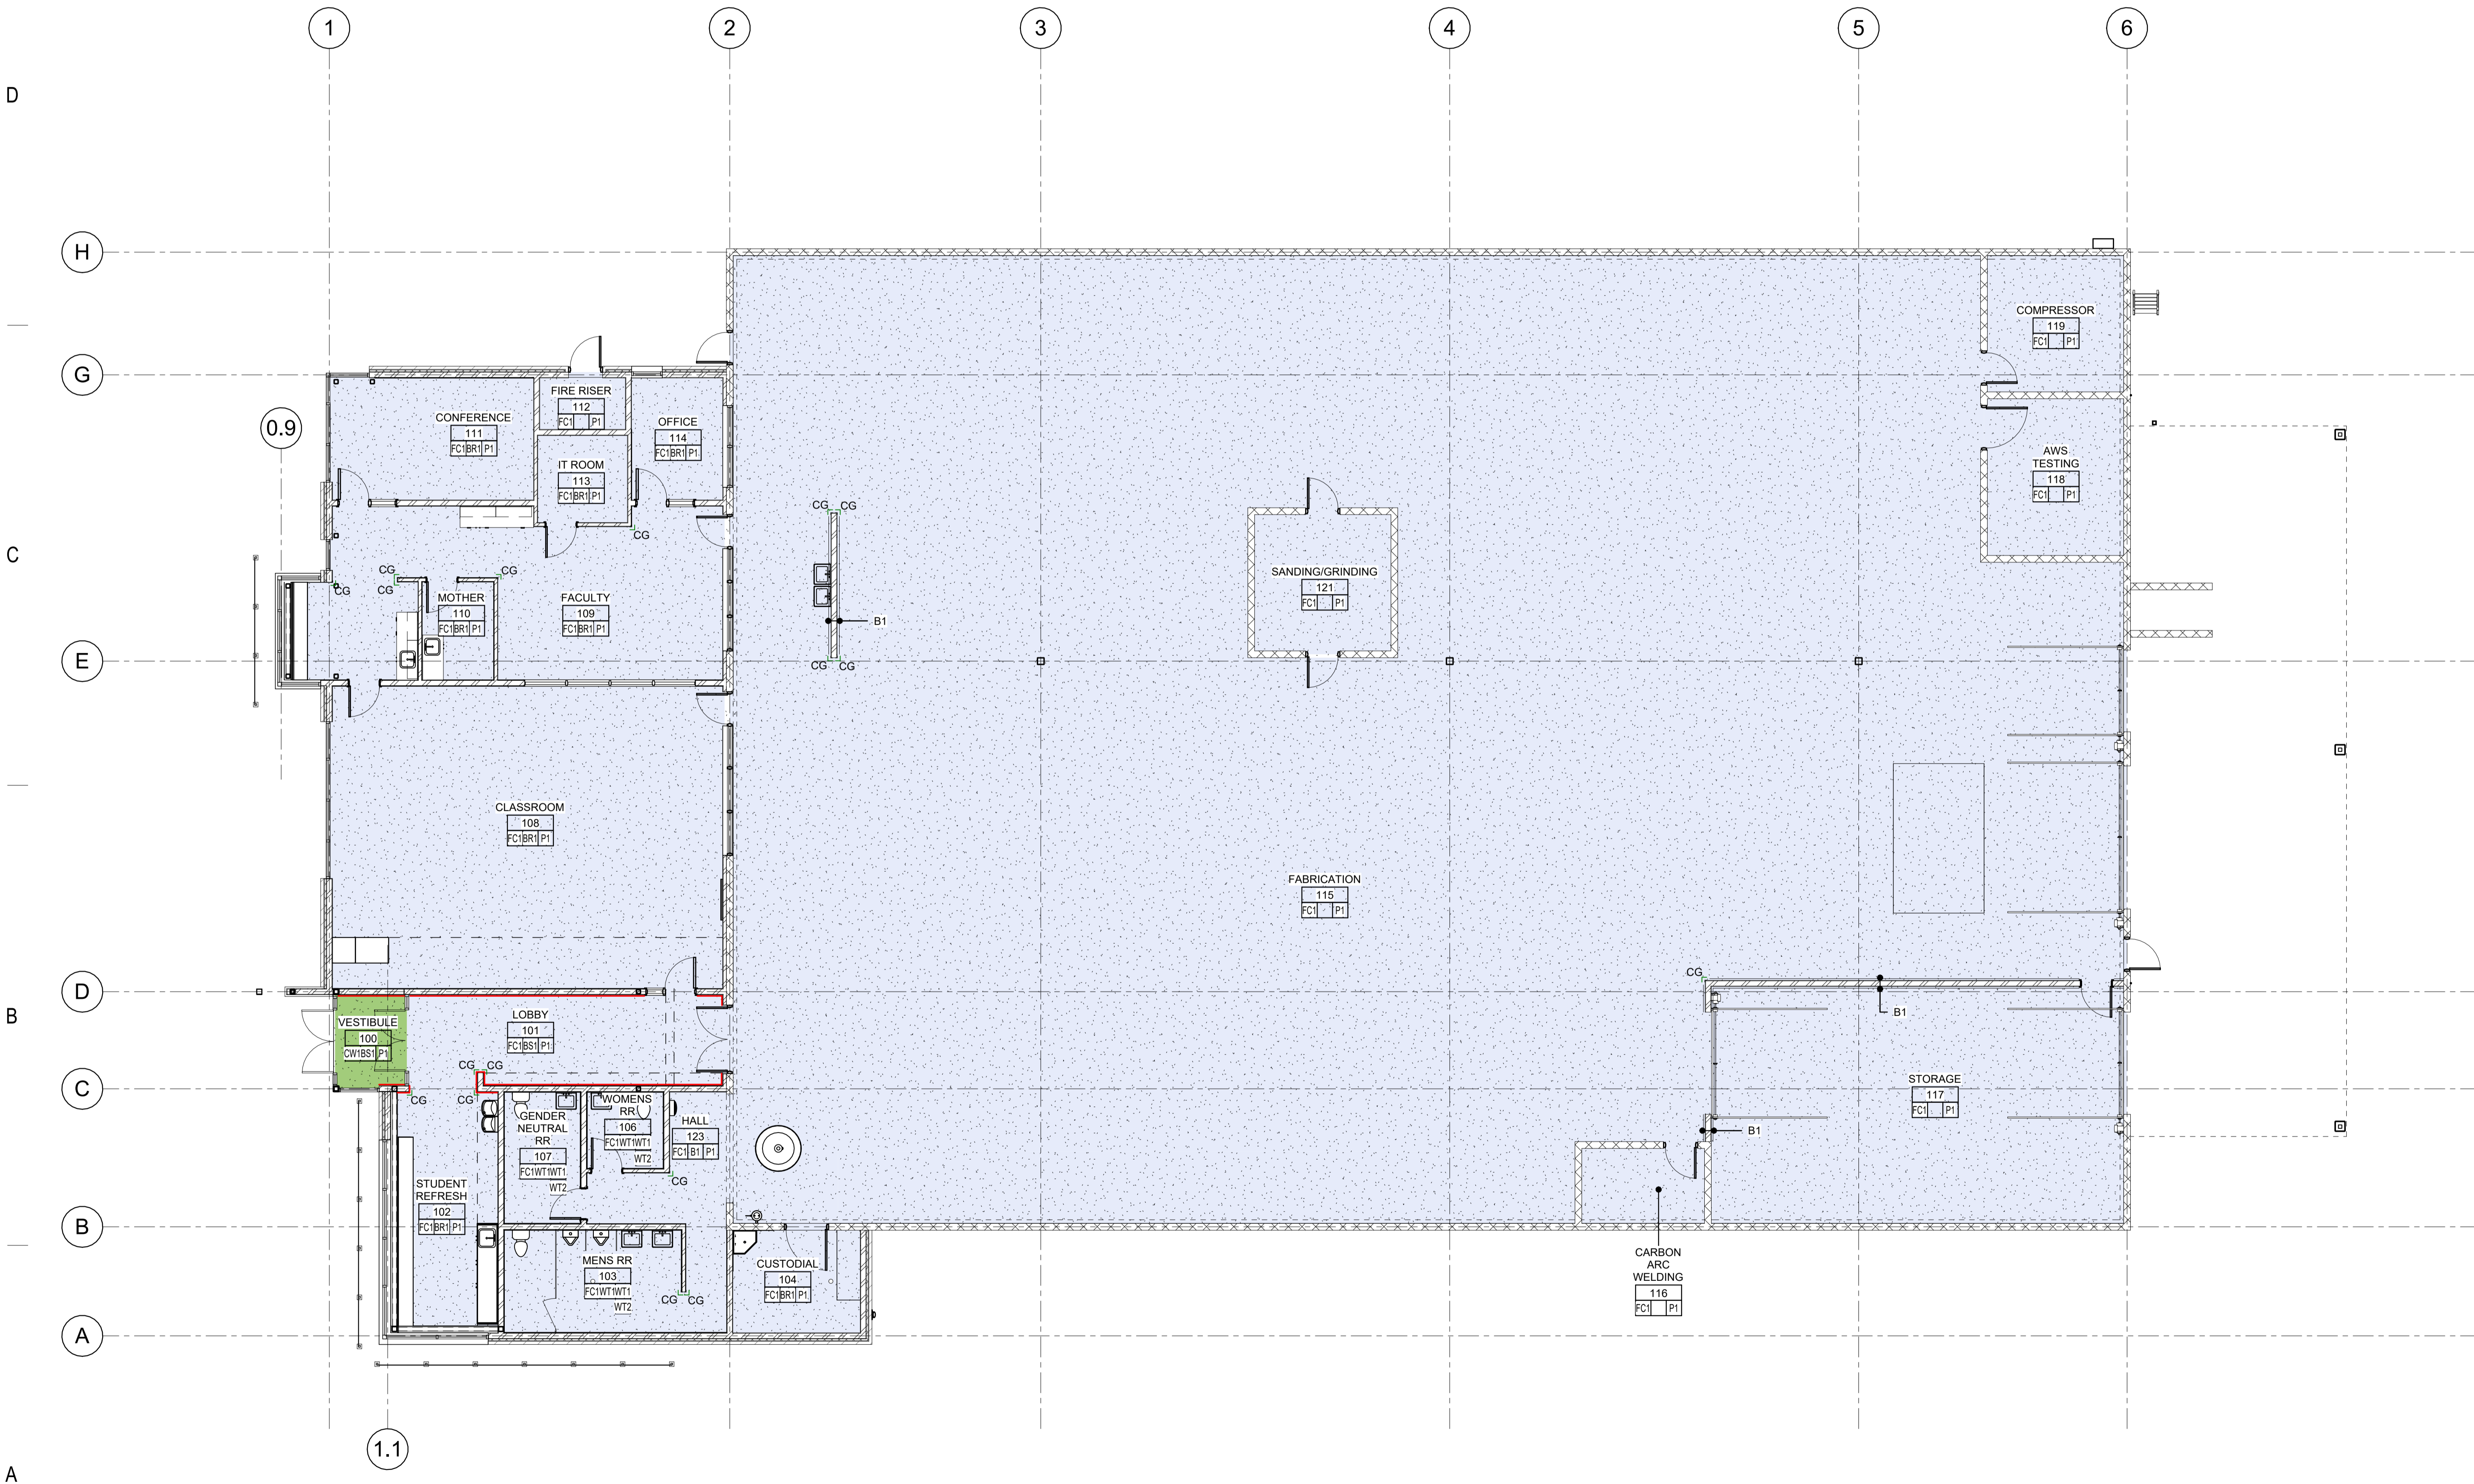 1
2
3
4
5
6
D
H
COMPRESSOR
119
FC1 P1
G
FIRE RISER
112
FC1 P1
CONFERENCE
111
FC1 BR1 P1
OFFICE
114
FC1 BR1 P1
0.9
IT ROOM
113
FC1 BR1 P1
AWS
TESTING
118
FC1 P1
CG CG
CG
C
CG
CG
CG
CG
SANDING/GRINDING
121
FC1 P1
MOTHER
110
FC1 BR1 P1
FACULTY
109
FC1 BR1 P1
B1
E
CG CG
CLASSROOM
108
FC1 BR1 P1
FABRICATION
115
FC1 P1
CG
D
B
VESTIBULE
100
CW1 BS1 P1
LOBBY
101
FC1 BS1 P1
B1
CG CG
C
CG
CG
STORAGE
117
FC1 P1
GENDER
NEUTRAL
RR
107
FC1 WT1 WT1
WT2
WOMENS
RR
106
FC1 WT1 WT1
WT2
HALL
123
FC1 B1 P1
B1
CG
STUDENT
REFRESH
102
FC1 BR1 P1
B
MENS RR
103
FC1 WT1 WT1
WT2
CG CG
CUSTODIAL
104
FC1 BR1 P1
CARBON
ARC
WELDING
116
FC1 P1
A
1.1
A